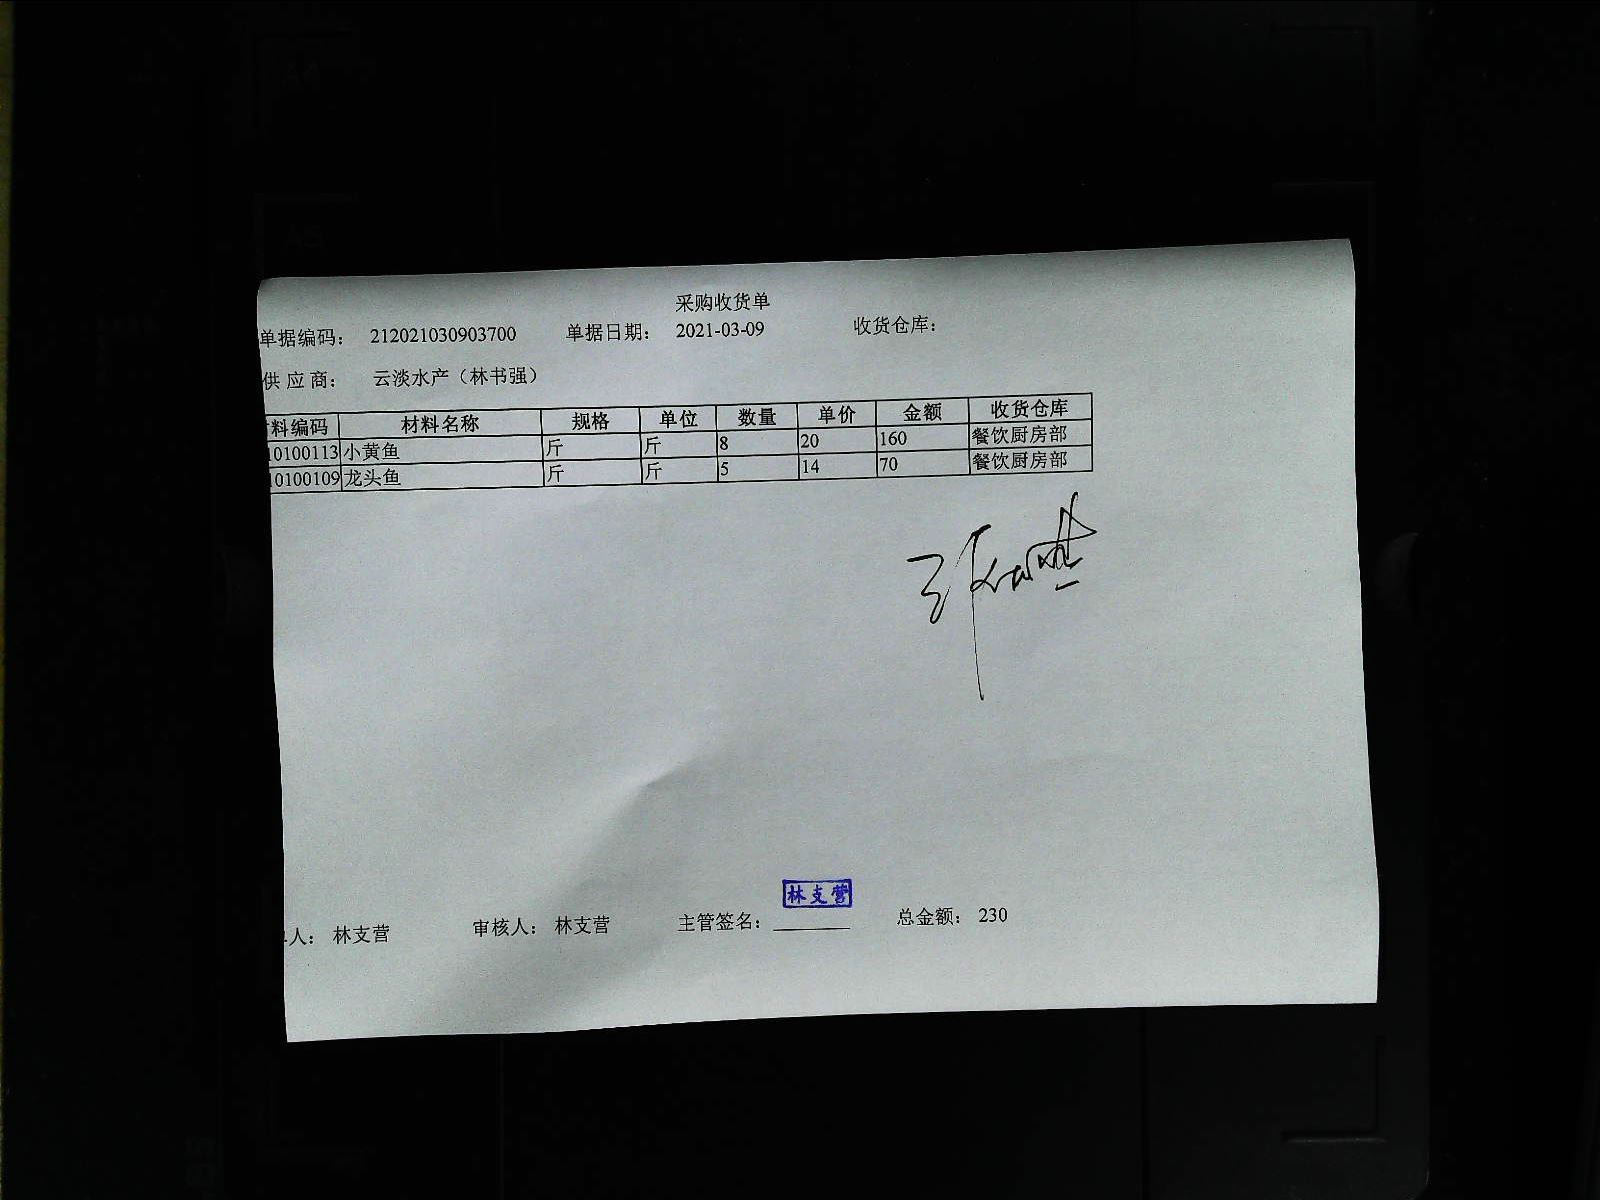 采购收货单
单据编码： 212021030903700 单据日期： 2021-03-09 收货仓库：
供应商： 云淡水产（林书强）
料编码 材料名称 规格 单位 数量 单价 金额 收货仓库
10100113 小黄鱼 斤 斤 8 20 160 餐饮厨房部
10100109 龙头鱼 斤 斤 5 14 70 餐饮厨房部
林支营
人： 林支营 审核人： 林支营 主管签名： 总金额： 230